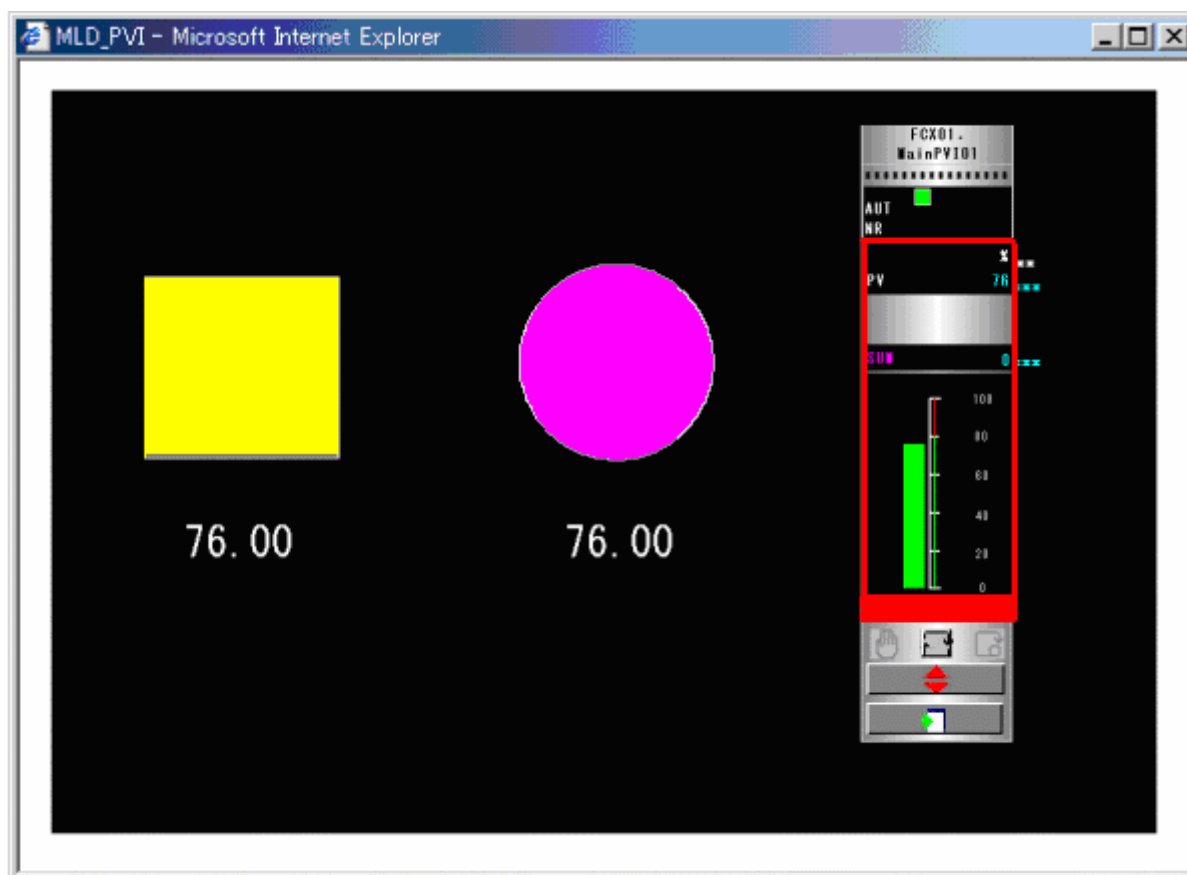 MLD_PVI - Microsoft Internet Explorer
FCX01.
MainPVI01
AUT
NR
%
PV 76
SUM 0
100
80
60
40
20
0
76.00
76.00